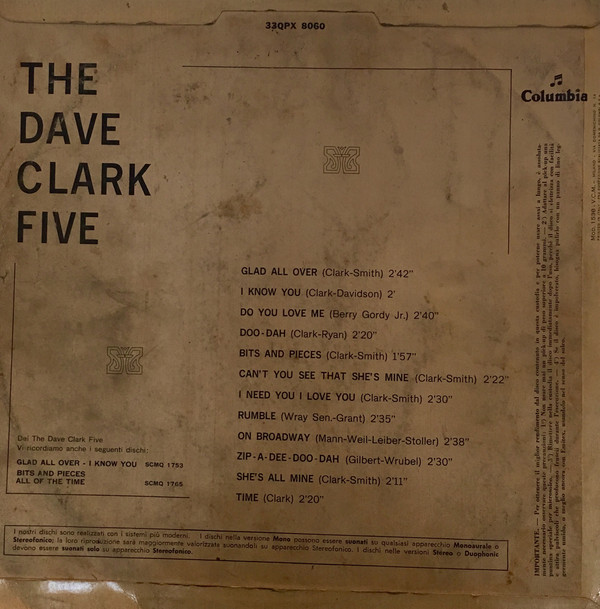 33QPX 8060
THE
DAVE
CLARK
FIVE
Columbia
GLAD ALL OVER (Clark-Smith) 2'42"
I KNOW YOU (Clark-Davidson) 2'
DO YOU LOVE ME (Berry Gordy Jr.) 2'40"
DOO-DAH (Clark-Ryan) 2'20"
BITS AND PIECES (Clark-Smith) 1'57"
CAN'T YOU SEE THAT SHE'S MINE (Clark-Smith) 2'22"
I NEED YOU I LOVE YOU (Clark-Smith) 2'30"
RUMBLE (Wray Sen.-Grant) 2'35"
ON BROADWAY (Mann-Weil-Leiber-Stoller) 2'38"
ZIP-A-DEE-DOO-DAH (Gilbert-Wrubel) 2'30"
SHE'S ALL MINE (Clark-Smith) 2'11"
TIME (Clark) 2'20"
Dei The Dave Clark Five
Vi ricordiamo anche i seguenti dischi:
GLAD ALL OVER - I KNOW YOU SCMQ 1753
BITS AND PIECES
ALL OF THE TIME SCMQ 1765
I nostri dischi sono realizzati con i sistemi più moderni. I dischi nella versione Mono possono essere suonati su qualsiasi apparecchio Monaurale o
Stereofonico; la loro riproduzione sarà maggiormente valorizzata suonandoli su apparecchio Stereofonico. I dischi nelle versioni Stereo o Duophonic
devono essere suonati solo su apparecchio Stereofonico.